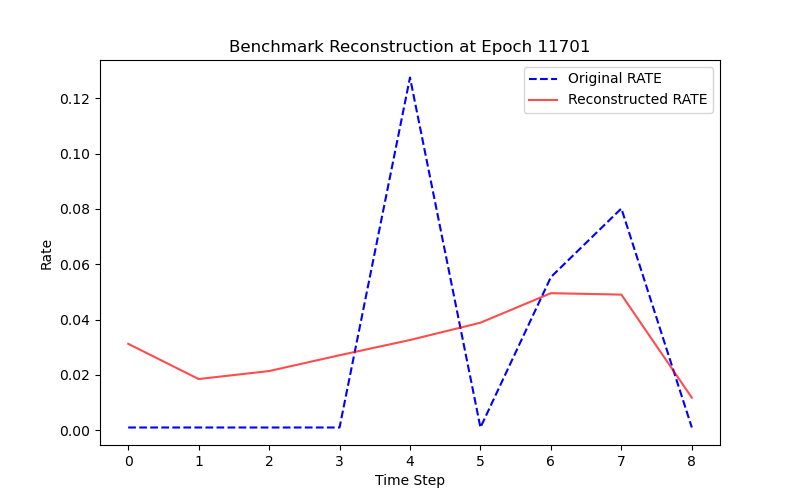 Benchmark Reconstruction at Epoch 11701
Original RATE
Reconstructed RATE
Rate
0.12
0.10
0.08
0.06
0.04
0.02
0.00
0 1 2 3 4 5 6 7 8
Time Step